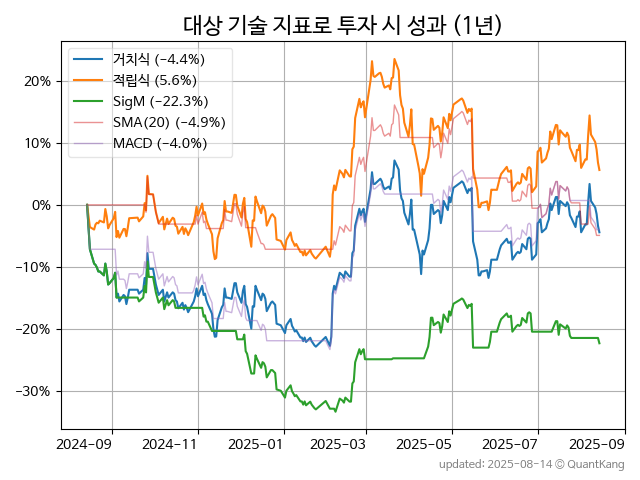 대상 기술 지표로 투자 시 성과 (1년)
거치식 (−4.4%)
적립식 (5.6%)
SigM (−22.3%)
SMA(20) (−4.9%)
MACD (−4.0%)
20%
10%
0%
−10%
−20%
−30%
2024-09 2024-11 2025-01 2025-03 2025-05 2025-07 2025-09
updated: 2025-08-14 © QuantKang